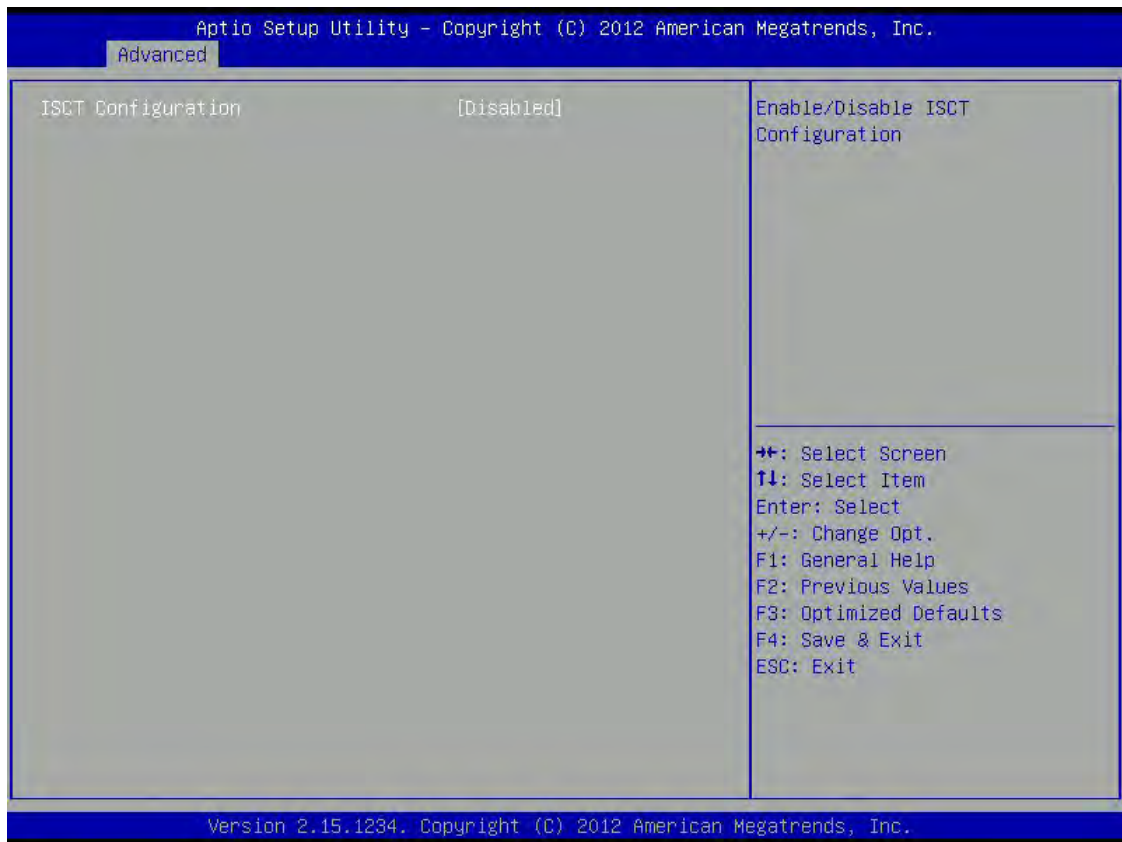 Aptio Setup Utility – Copyright (C) 2012 American Megatrends, Inc.
Advanced
ISCT Configuration [Disabled]
Enable/Disable ISCT
Configuration
→←: Select Screen
↑↓: Select Item
Enter: Select
+/-: Change Opt.
F1: General Help
F2: Previous Values
F3: Optimized Defaults
F4: Save & Exit
ESC: Exit
Version 2.15.1234. Copyright (C) 2012 American Megatrends, Inc.